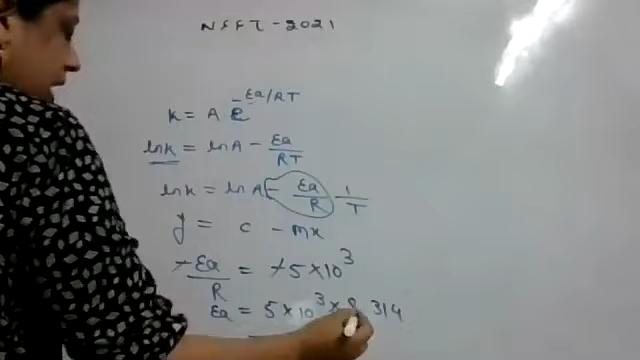 NEET-2021
K = A e^-Ea/RT
lnK = lnA - Ea/RT
lnK = lnA - Ea/R 1/T
y = c - mx
-Ea/R = -5×10^3
Ea = 5×10^3×8.314